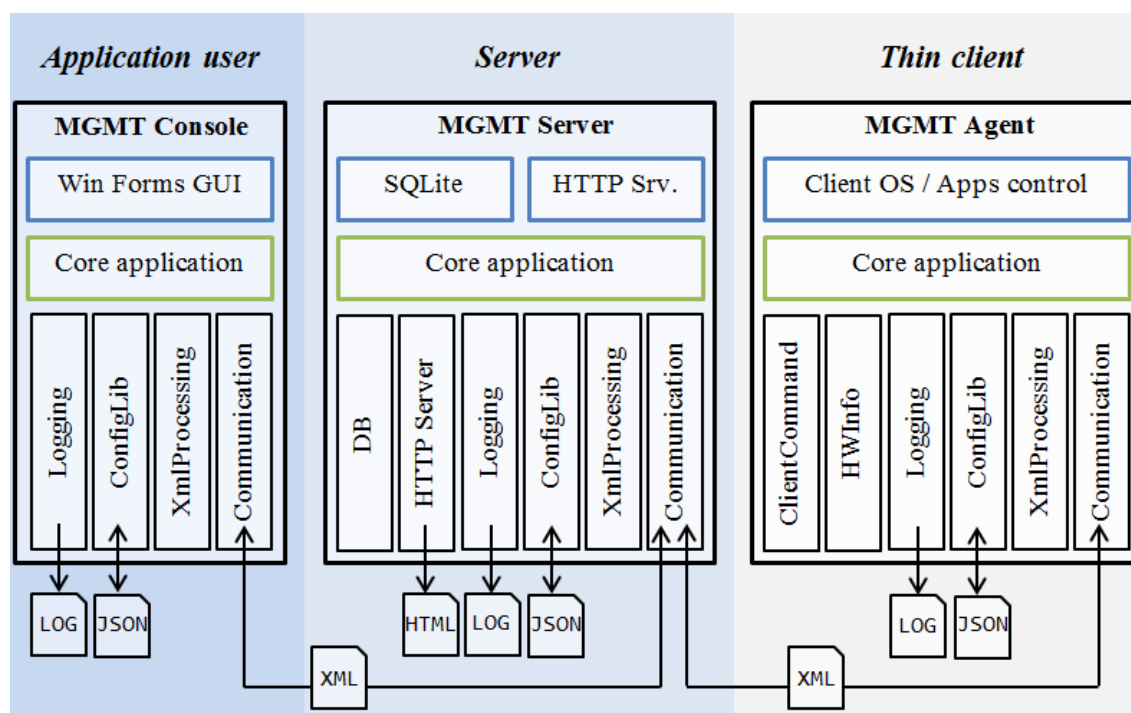 Application user
Server
Thin client
MGMT Console
MGMT Server
MGMT Agent
Win Forms GUI
SQLite
HTTP Srv.
Client OS / Apps control
Core application
Core application
Core application
Logging
ConfigLib
XmlProcessing
Communication
DB
HTTP Server
Logging
ConfigLib
XmlProcessing
Communication
ClientCommand
HWInfo
Logging
ConfigLib
XmlProcessing
Communication
LOG
JSON
HTML
LOG
JSON
LOG
JSON
XML
XML